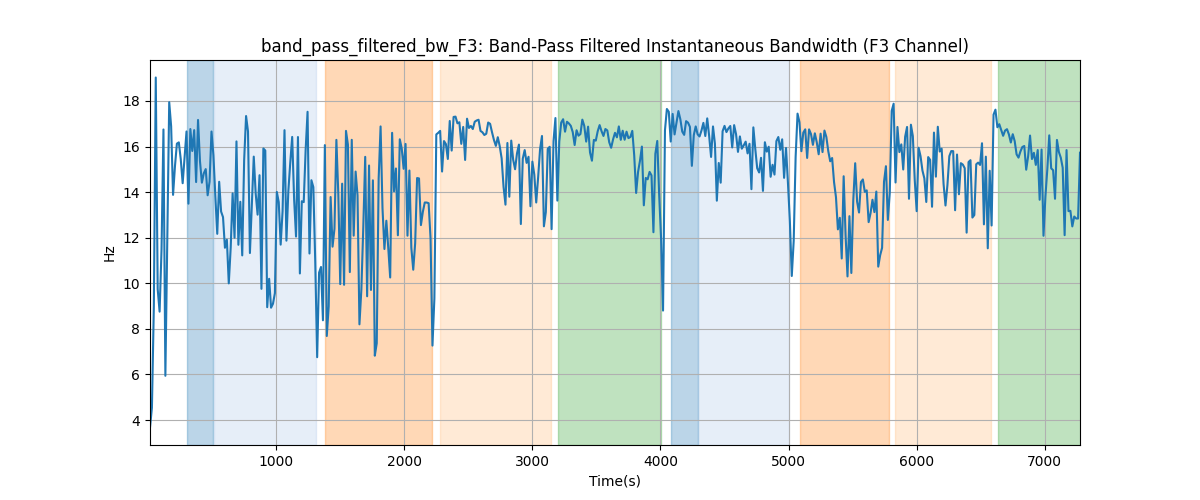 band_pass_filtered_bw_F3: Band-Pass Filtered Instantaneous Bandwidth (F3 Channel)
18
16
14
12
10
8
6
4
Hz
1000 2000 3000 4000 5000 6000 7000
Time(s)